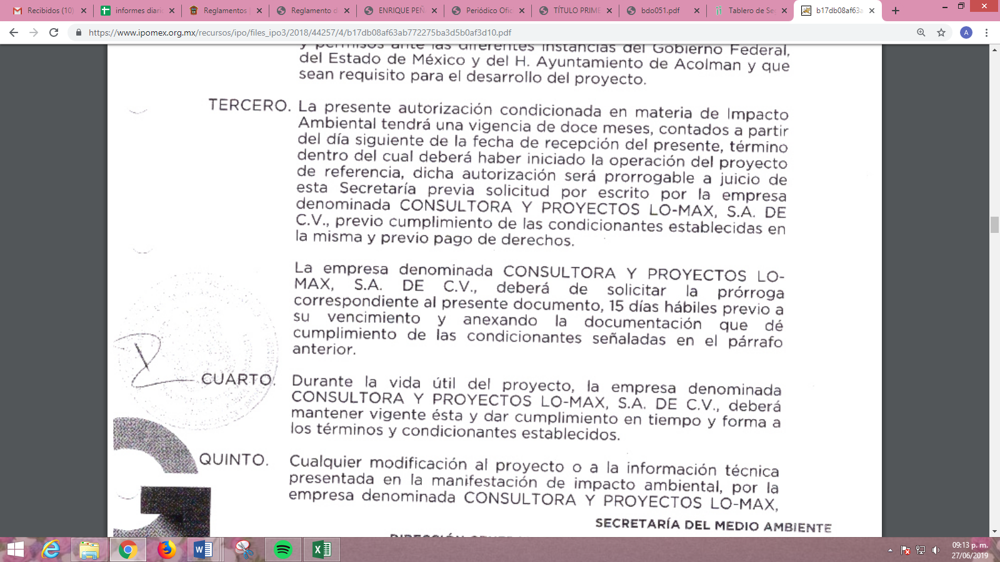 Recibidos (10)
informes diari
Reglamentos
Reglamento d
ENRIQUE PEÑ
Periódico Ofic
TÍTULO PRIME
bdo051.pdf
Tablero de Se
b17db08af63a
https://www.ipomex.org.mx/recursos/ipo/files_ipo3/2018/44257/4/b17db08af63ab772275ba3d5b0af3d10.pdf
A
y permisos ante las diferentes instancias del Gobierno Federal,
del Estado de México y del H. Ayuntamiento de Acolman y que
sean requisito para el desarrollo del proyecto.
TERCERO. La presente autorización condicionada en materia de Impacto
Ambiental tendrá una vigencia de doce meses, contados a partir
del día siguiente de la fecha de recepción del presente, término
dentro del cual deberá haber iniciado la operación del proyecto
de referencia, dicha autorización será prorrogable a juicio de
esta Secretaría previa solicitud por escrito por la empresa
denominada CONSULTORA Y PROYECTOS LO-MAX, S.A. DE
C.V., previo cumplimiento de las condicionantes establecidas en
la misma y previo pago de derechos.
La empresa denominada CONSULTORA Y PROYECTOS LO-
MAX, S.A. DE C.V., deberá de solicitar la prórroga
correspondiente al presente documento, 15 días hábiles previo a
su vencimiento y anexando la documentación que dé
cumplimiento de las condicionantes señaladas en el párrafo
anterior.
CUARTO. Durante la vida útil del proyecto, la empresa denominada
CONSULTORA Y PROYECTOS LO-MAX, S.A. DE C.V., deberá
mantener vigente ésta y dar cumplimiento en tiempo y forma a
los términos y condicionantes establecidos.
QUINTO. Cualquier modificación al proyecto o a la información técnica
presentada en la manifestación de impacto ambiental, por la
empresa denominada CONSULTORA Y PROYECTOS LO-MAX,
SECRETARÍA DEL MEDIO AMBIENTE
DIRECCIÓN
09:13 p. m.
27/06/2019